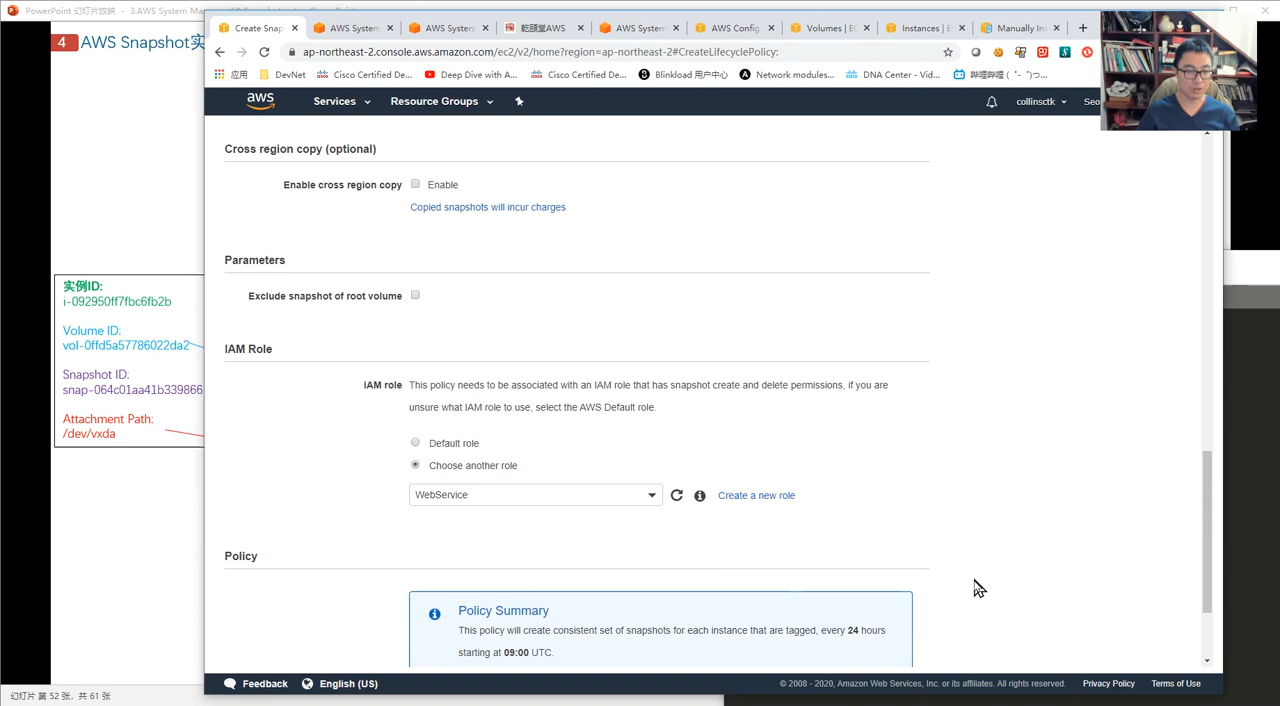 PowerPoint 幻灯片放映 - 3.AWS System Ma
4 AWS Snapshot实
实例ID:
i-092950ff7fbc6fb2b
Volume ID:
vol-0ffd5a57786022da2
Snapshot ID:
snap-064c01aa41b339866
Attachment Path:
/dev/vxda
幻灯片 第 52 张，共 61 张
Create Snap
AWS System
AWS System
乾颐堂AW
AWS System
AWS Config
Volumes | E
Instances | E
Manually In
ap-northeast-2.console.aws.amazon.com/ec2/v2/home?region=ap-northeast-2#CreateLifecyclePolicy:
应用
DevNet
Cisco Certified De...
Deep Dive with A...
Cisco Certified De...
Blinkload 用户中心
Network modules...
DNA Center - Vid...
哔哩哔哩 ( ゜- ゜)つ...
aws
Services
Resource Groups
collinsctk
Seo
Cross region copy (optional)
Enable cross region copy
Enable
Copied snapshots will incur charges
Parameters
Exclude snapshot of root volume
IAM Role
IAM role This policy needs to be associated with an IAM role that has snapshot create and delete permissions, if you are
unsure what IAM role to use, select the AWS Default role.
Default role
Choose another role
WebService
Create a new role
Policy
Policy Summary
This policy will create consistent set of snapshots for each instance that are tagged, every 24 hours
starting at 09:00 UTC.
Feedback
English (US)
© 2008 - 2020, Amazon Web Services, Inc. or its affiliates. All rights reserved.
Privacy Policy
Terms of Use